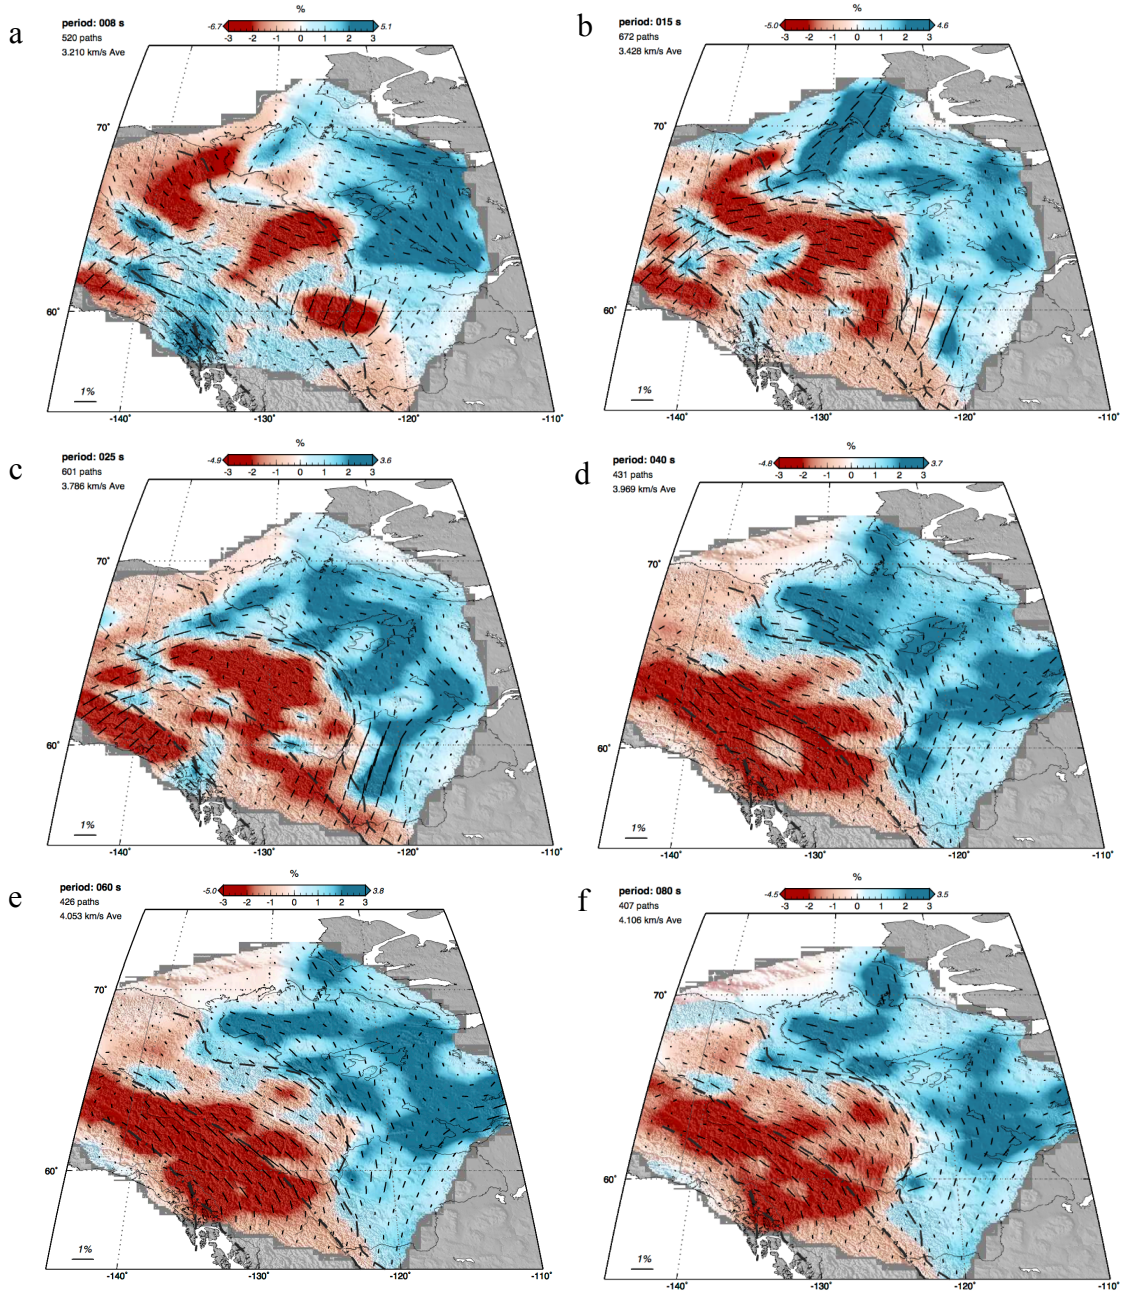 a
period: 008 s
520 paths
3.210 km/s Ave
%
-6.7 5.1
-3 -2 -1 0 1 2 3
70°
60°
1%
-140° -130° -120° -110°
b
period: 015 s
672 paths
3.428 km/s Ave
%
-5.0 4.6
-3 -2 -1 0 1 2 3
70°
60°
1%
-140° -130° -120° -110°
c
period: 025 s
601 paths
3.786 km/s Ave
%
-4.9 3.6
-3 -2 -1 0 1 2 3
70°
60°
1%
-140° -130° -120° -110°
d
period: 040 s
431 paths
3.969 km/s Ave
%
-4.8 3.7
-3 -2 -1 0 1 2 3
70°
60°
1%
-140° -130° -120° -110°
e
period: 060 s
426 paths
4.053 km/s Ave
%
-5.0 3.8
-3 -2 -1 0 1 2 3
70°
60°
1%
-140° -130° -120° -110°
f
period: 080 s
407 paths
4.106 km/s Ave
%
-4.5 3.5
-3 -2 -1 0 1 2 3
70°
60°
1%
-140° -130° -120° -110°